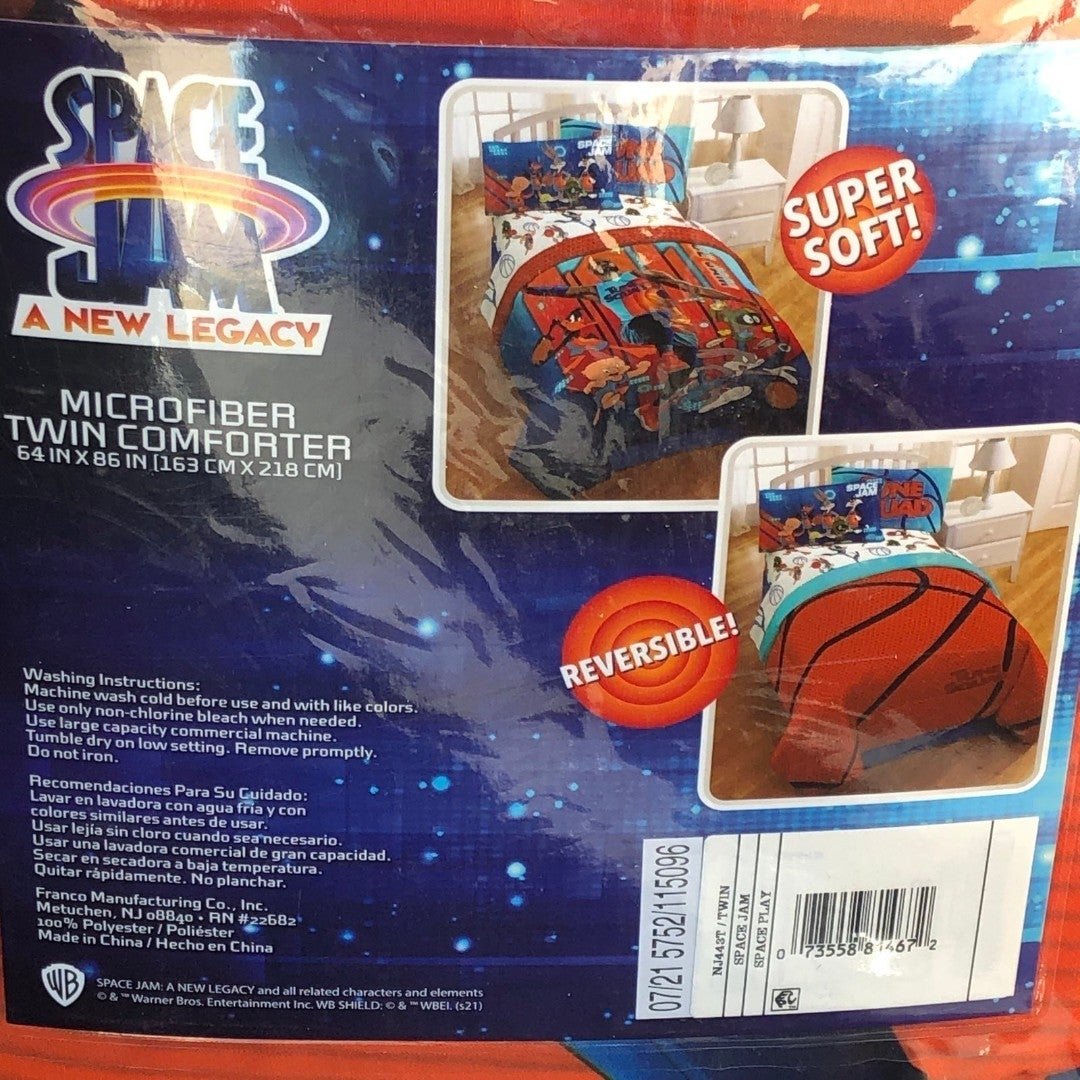 SPACE
JAM
A NEW LEGACY
MICROFIBER
TWIN COMFORTER
64 IN X 86 IN (163 CM X 218 CM)
SPACE
JAM
SUPER
SOFT!
SPACE
JAM
REVERSIBLE!
Washing Instructions:
Machine wash cold before use and with like colors.
Use only non-chlorine bleach when needed.
Use large capacity commercial machine.
Tumble dry on low setting. Remove promptly.
Do not iron.
Recomendaciones Para Su Cuidado:
Lavar en lavadora con agua fría y con
colores similares antes de usar.
Usar lejía sin cloro cuando sea necesario.
Usar una lavadora comercial de gran capacidad.
Secar en secadora a baja temperatura.
Quitar rápidamente. No planchar.
Franco Manufacturing Co., Inc.
Metuchen, NJ 08840 • RN #22682
100% Polyester / Poliéster
Made in China / Hecho en China
WB
SPACE JAM: A NEW LEGACY and all related characters and elements
© & ™ Warner Bros. Entertainment Inc. WB SHIELD: © & ™ WBEI. (s21)
07/21 5752/115096
NJ443T / TWIN
SPACE JAM
SPACE PLAY
0 73558 81467 2